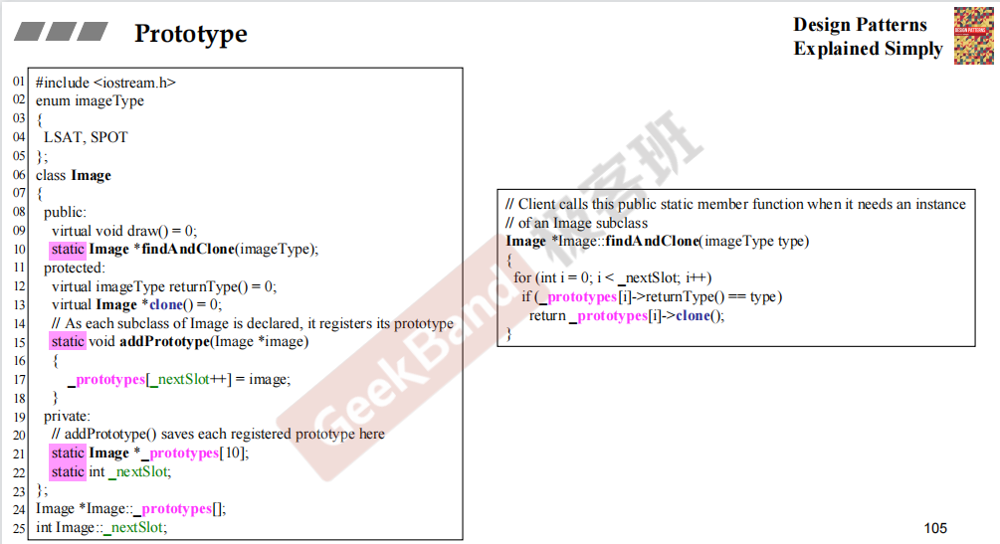 Prototype
Design Patterns
Explained Simply
DESIGN PATTERNS
01 #include <iostream.h>
02 enum imageType
03 {
04 LSAT, SPOT
05 };
06 class Image
07 {
08 public:
09 virtual void draw() = 0;
10 static Image *findAndClone(imageType);
11 protected:
12 virtual imageType returnType() = 0;
13 virtual Image *clone() = 0;
14 // As each subclass of Image is declared, it registers its prototype
15 static void addPrototype(Image *image)
16 {
17 _prototypes[_nextSlot++] = image;
18 }
19 private:
20 // addPrototype() saves each registered prototype here
21 static Image *_prototypes[10];
22 static int _nextSlot;
23 };
24 Image *Image::_prototypes[];
25 int Image::_nextSlot;
// Client calls this public static member function when it needs an instance
// of an Image subclass
Image *Image::findAndClone(imageType type)
{
for (int i = 0; i < _nextSlot; i++)
if (_prototypes[i]->returnType() == type)
return _prototypes[i]->clone();
}
GeekBand 极客班
105